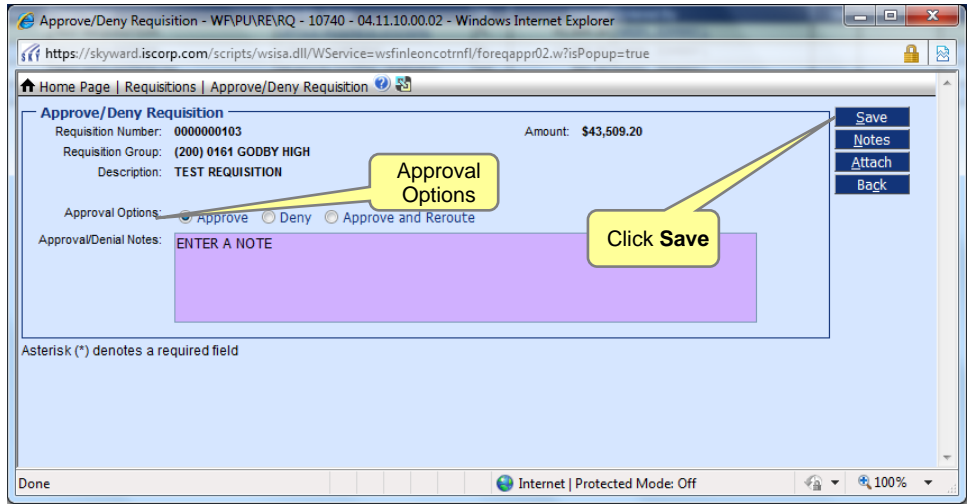 Approve/Deny Requisition - WF\PU\RE\RQ - 10740 - 04.11.10.00.02 - Windows Internet Explorer
https://skyward.iscorp.com/scripts/wsisa.dll/WService=wsfinleoncotrnfl/foreqappr02.w?isPopup=true
Home Page | Requisitions | Approve/Deny Requisition
Approve/Deny Requisition
Requisition Number: 0000000103 Amount: $43,509.20
Requisition Group: (200) 0161 GODBY HIGH
Description: TEST REQUISITION
Approval Options
Approval Options: Approve Deny Approve and Reroute
Approval/Denial Notes: ENTER A NOTE
Click Save
Save
Notes
Attach
Back
Asterisk (*) denotes a required field
Done Internet | Protected Mode: Off 100%